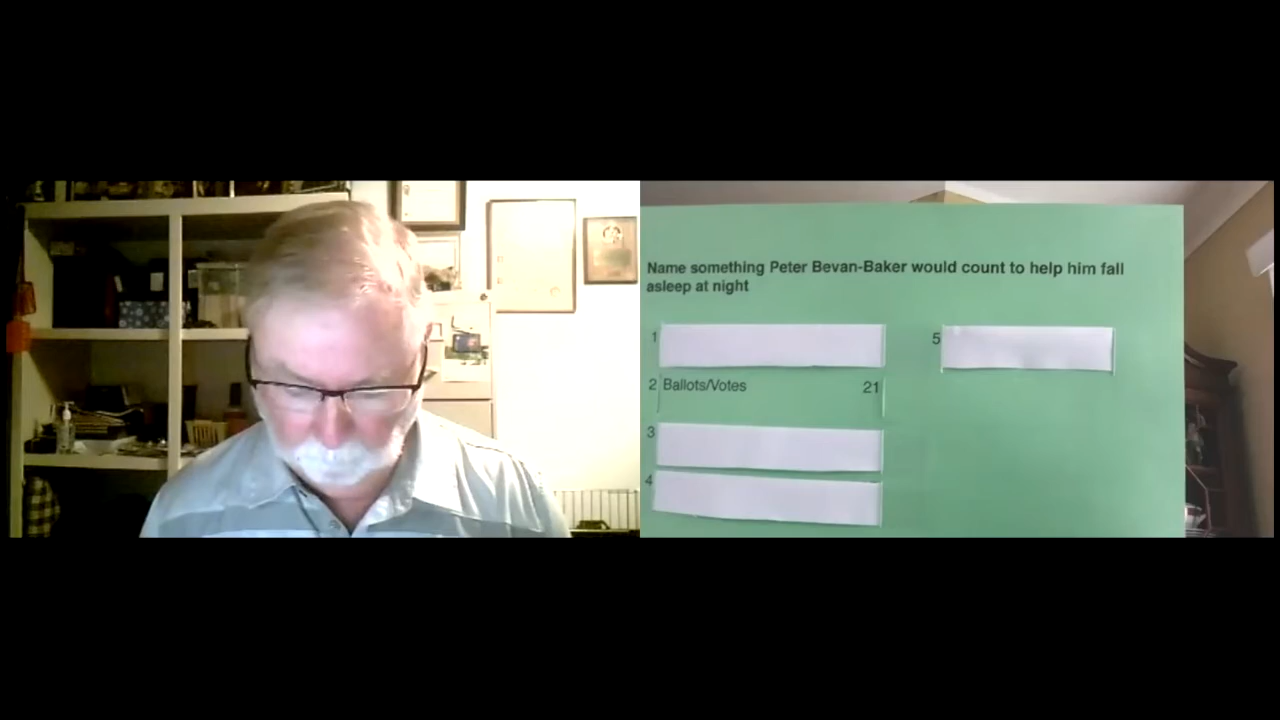 Name something Peter Bevan-Baker would count to help him fall
asleep at night
1
2 Ballots/Votes 21
3
4
5